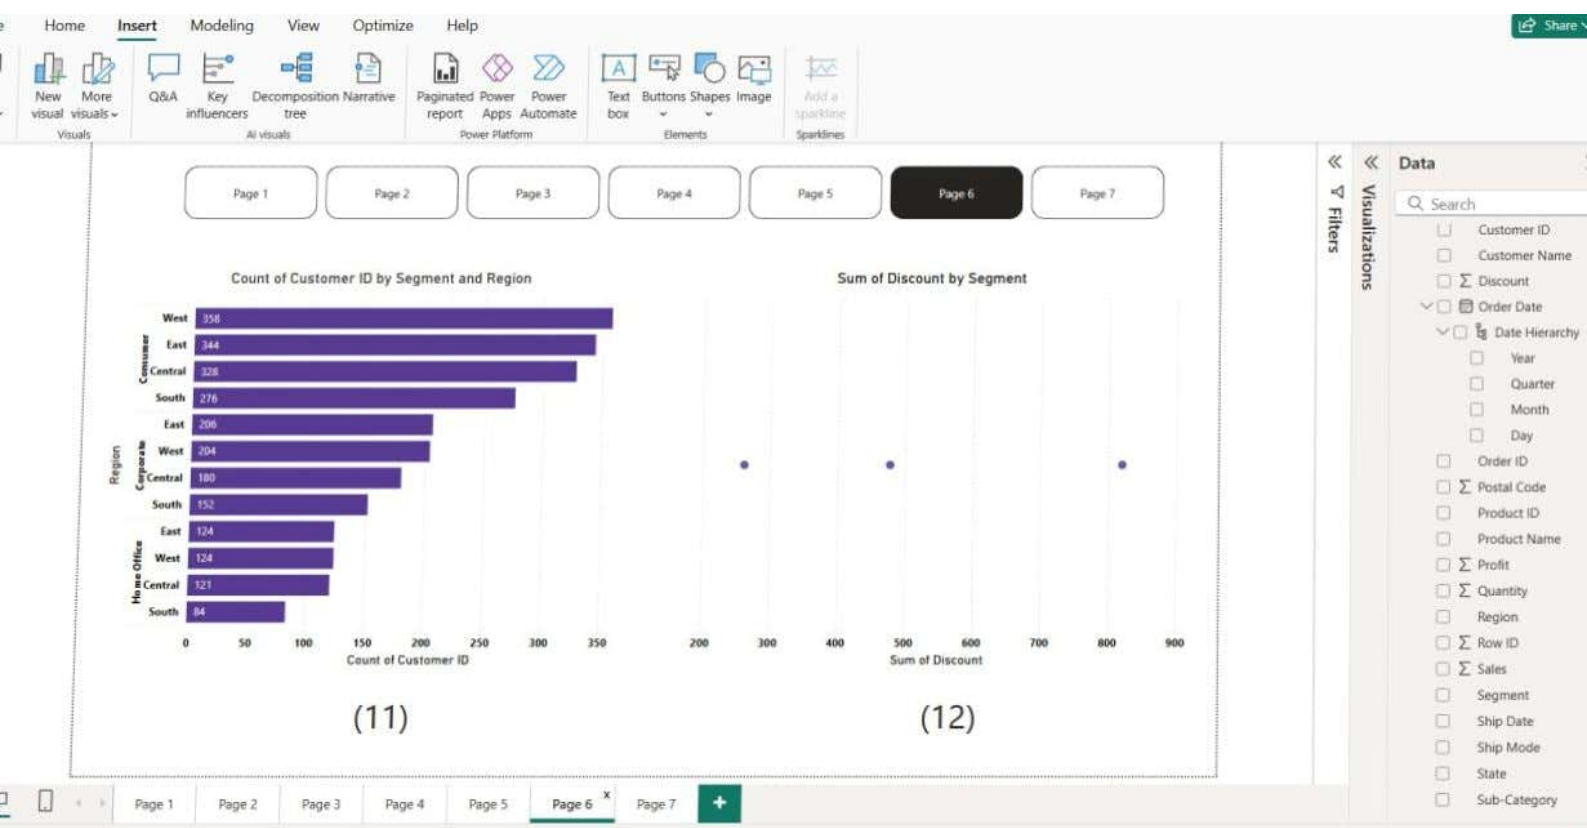 Home Insert Modeling View Optimize Help
Share
New visual
More visuals
Q&A
Key influencers
Decomposition tree
Narrative
Paginated report
Power Apps
Power Automate
Text box
Buttons
Shapes
Image
Add a sparkline
Visuals
AI visuals
Power Platform
Elements
Sparklines
Page 1 Page 2 Page 3 Page 4 Page 5 Page 6 Page 7
Count of Customer ID by Segment and Region
Region
Consumer
West 358
East 344
Central 328
South 276
Corporate
East 206
West 204
Central 180
South 152
Home Office
East 124
West 124
Central 121
South 84
0 50 100 150 200 250 300 350
Count of Customer ID
(11)
Sum of Discount by Segment
200 300 400 500 600 700 800 900
Sum of Discount
(12)
Filters
Visualizations
Data
Search
Customer ID
Customer Name
Discount
Order Date
Date Hierarchy
Year
Quarter
Month
Day
Order ID
Postal Code
Product ID
Product Name
Profit
Quantity
Region
Row ID
Sales
Segment
Ship Date
Ship Mode
State
Sub-Category
Page 1 Page 2 Page 3 Page 4 Page 5 Page 6 x Page 7 +